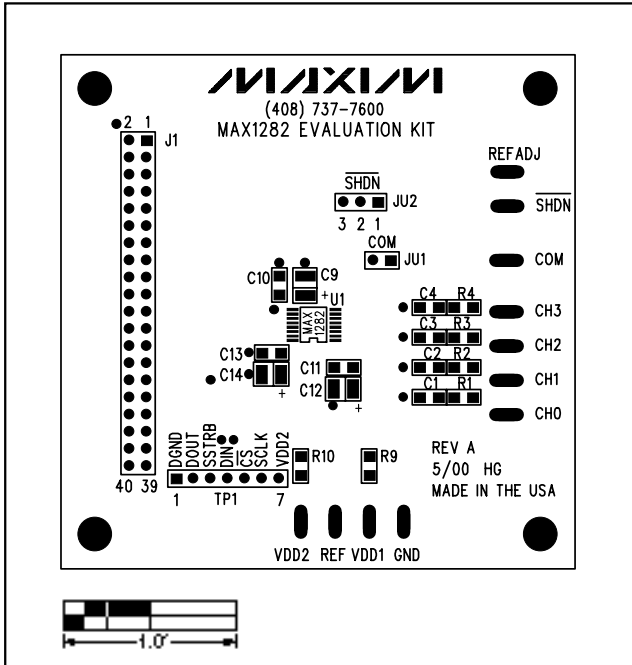 MAXIM
(408) 737-7600
MAX1282 EVALUATION KIT
2 1
J1
REFADJ
SHDN
JU2
SHDN
3 2 1
COM
JU1
COM
C10
C9
+
U1
MAX
1282
C4 R4
CH3
C3 R3
CH2
C13
C11
C2 R2
CH1
C14
C12
C1 R1
+
+
CH0
DGND
DOUT
SSTRB
DIN
CS
SCLK
VDD2
R10
R9
REV A
5/00 HG
MADE IN THE USA
40 39
1 TP1 7
VDD2 REF VDD1 GND
1.0"